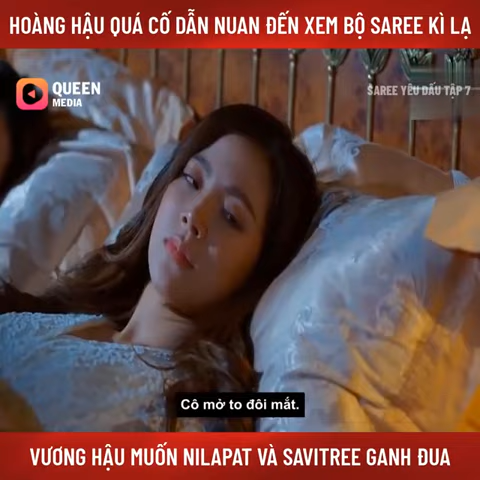 HOÀNG HẬU QUÁ CỐ DẪN NUAN ĐẾN XEM BỘ SAREE KÌ LẠ
QUEEN
MEDIA
SAREE YÊU DẤU TẬP 7
Cô mở to đôi mắt.
VƯƠNG HẬU MUỐN NILAPAT VÀ SAVITREE GANH ĐUA